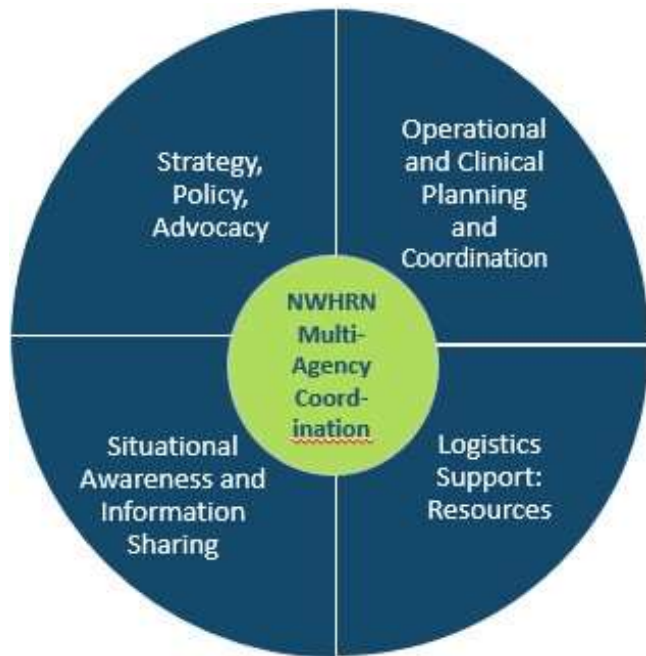 Strategy,
Policy,
Advocacy
Operational
and Clinical
Planning
and
Coordination
NWHRN
Multi-
Agency
Coord-
ination
Situational
Awareness and
Information
Sharing
Logistics
Support:
Resources